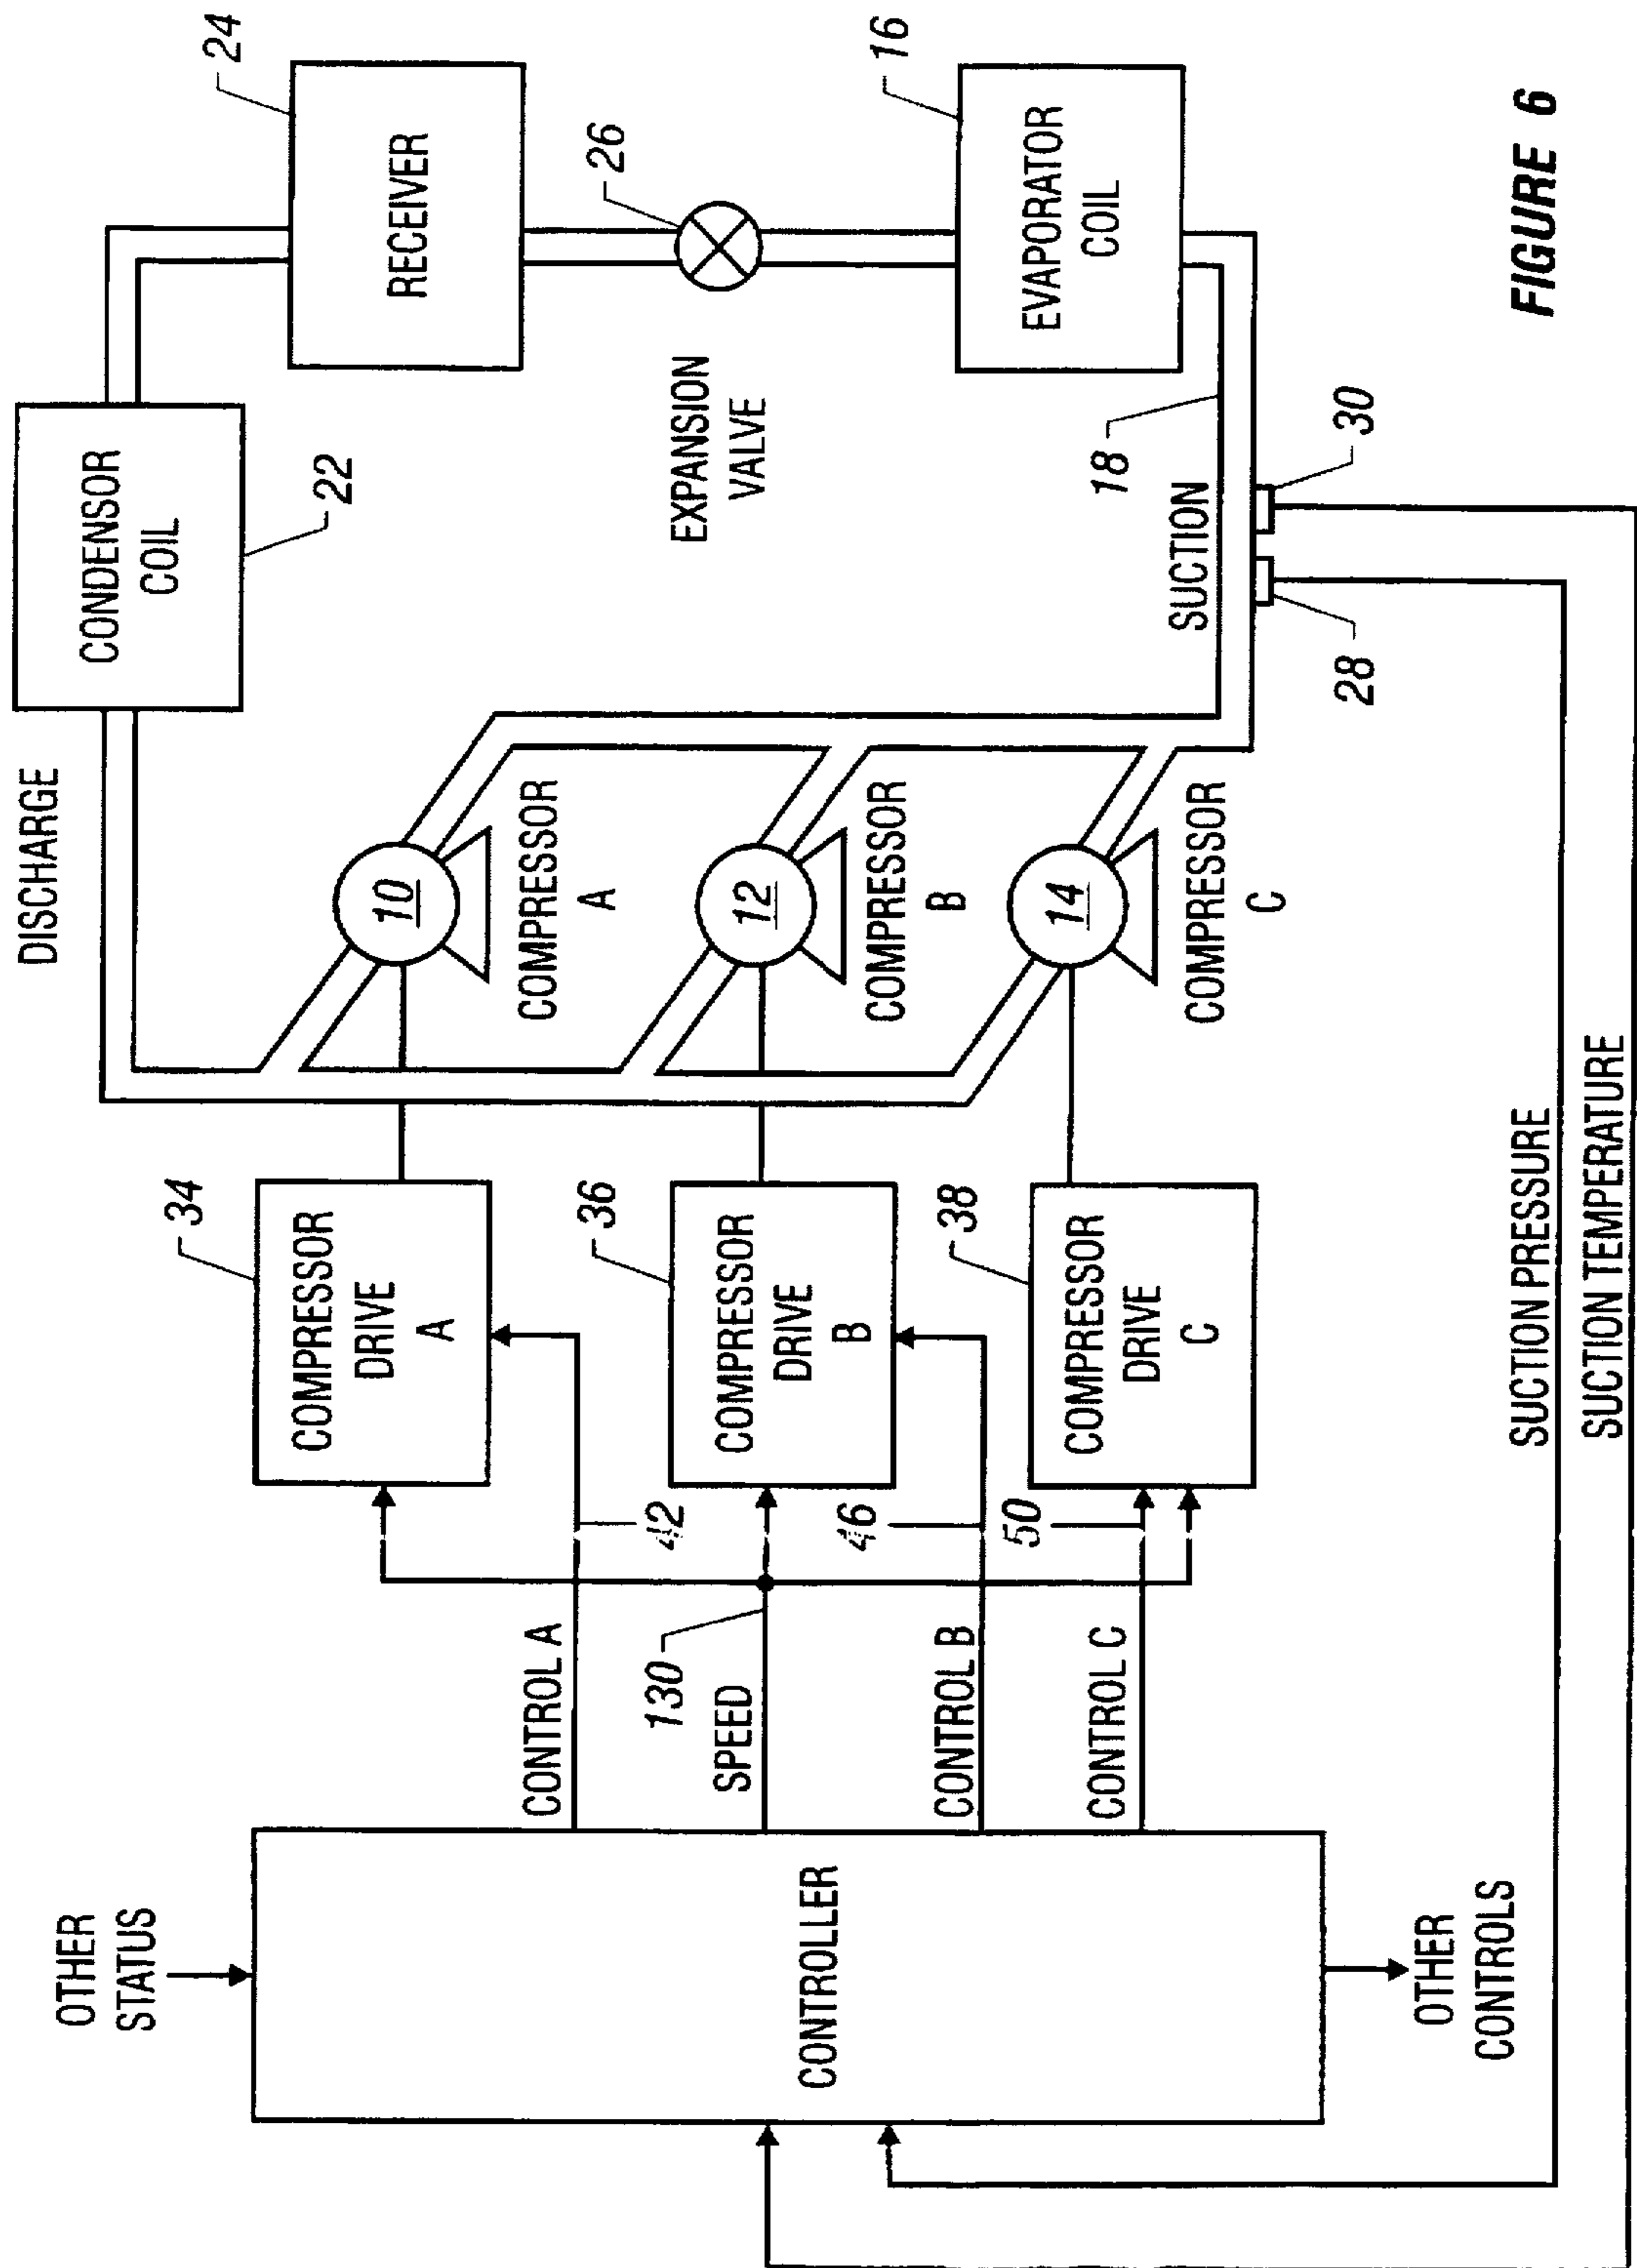 OTHER
STATUS
CONTROLLER
OTHER
CONTROLS
CONTROL A
SPEED
130
CONTROL B
CONTROL C
42
46
50
34
COMPRESSOR
DRIVE
A
36
COMPRESSOR
DRIVE
B
38
COMPRESSOR
DRIVE
C
DISCHARGE
10
COMPRESSOR
A
12
COMPRESSOR
B
14
COMPRESSOR
C
CONDENSOR
COIL
22
24
RECEIVER
26
EXPANSION
VALVE
16
EVAPORATOR
COIL
18
SUCTION
28
30
SUCTION PRESSURE
SUCTION TEMPERATURE
FIGURE 6